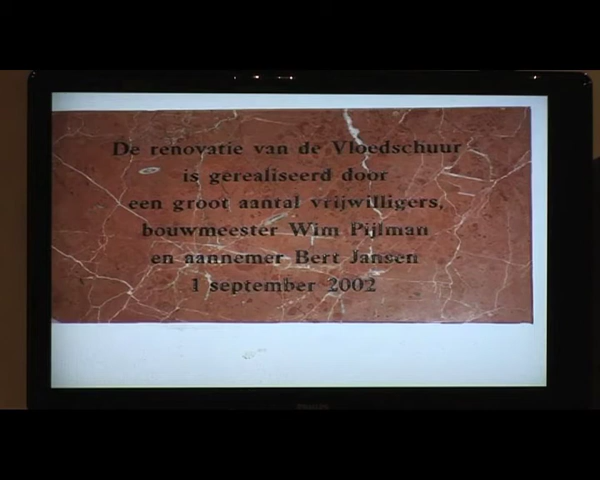 De renovatie van de Vloedschuur
is gerealiseerd door
een groot aantal vrijwilligers,
bouwmeester Wim Pijlman
en aannemer Bert Jansen
1 september 2002